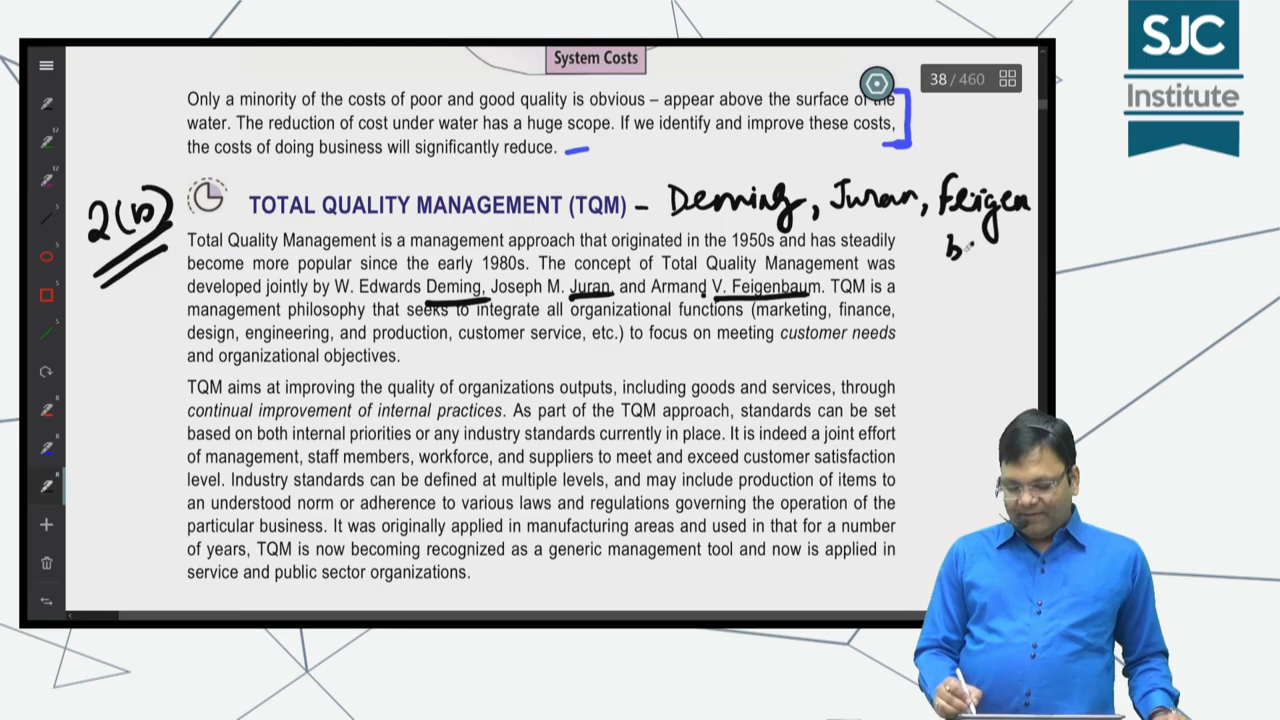 System Costs
38 / 460
SJC
Institute
Only a minority of the costs of poor and good quality is obvious – appear above the surface of the
water. The reduction of cost under water has a huge scope. If we identify and improve these costs,
the costs of doing business will significantly reduce.
2(b)
TOTAL QUALITY MANAGEMENT (TQM) – Deming, Juran, Feigen
b
Total Quality Management is a management approach that originated in the 1950s and has steadily
become more popular since the early 1980s. The concept of Total Quality Management was
developed jointly by W. Edwards Deming, Joseph M. Juran, and Armand V. Feigenbaum. TQM is a
management philosophy that seeks to integrate all organizational functions (marketing, finance,
design, engineering, and production, customer service, etc.) to focus on meeting customer needs
and organizational objectives.
TQM aims at improving the quality of organizations outputs, including goods and services, through
continual improvement of internal practices. As part of the TQM approach, standards can be set
based on both internal priorities or any industry standards currently in place. It is indeed a joint effort
of management, staff members, workforce, and suppliers to meet and exceed customer satisfaction
level. Industry standards can be defined at multiple levels, and may include production of items to
an understood norm or adherence to various laws and regulations governing the operation of the
particular business. It was originally applied in manufacturing areas and used in that for a number
of years, TQM is now becoming recognized as a generic management tool and now is applied in
service and public sector organizations.